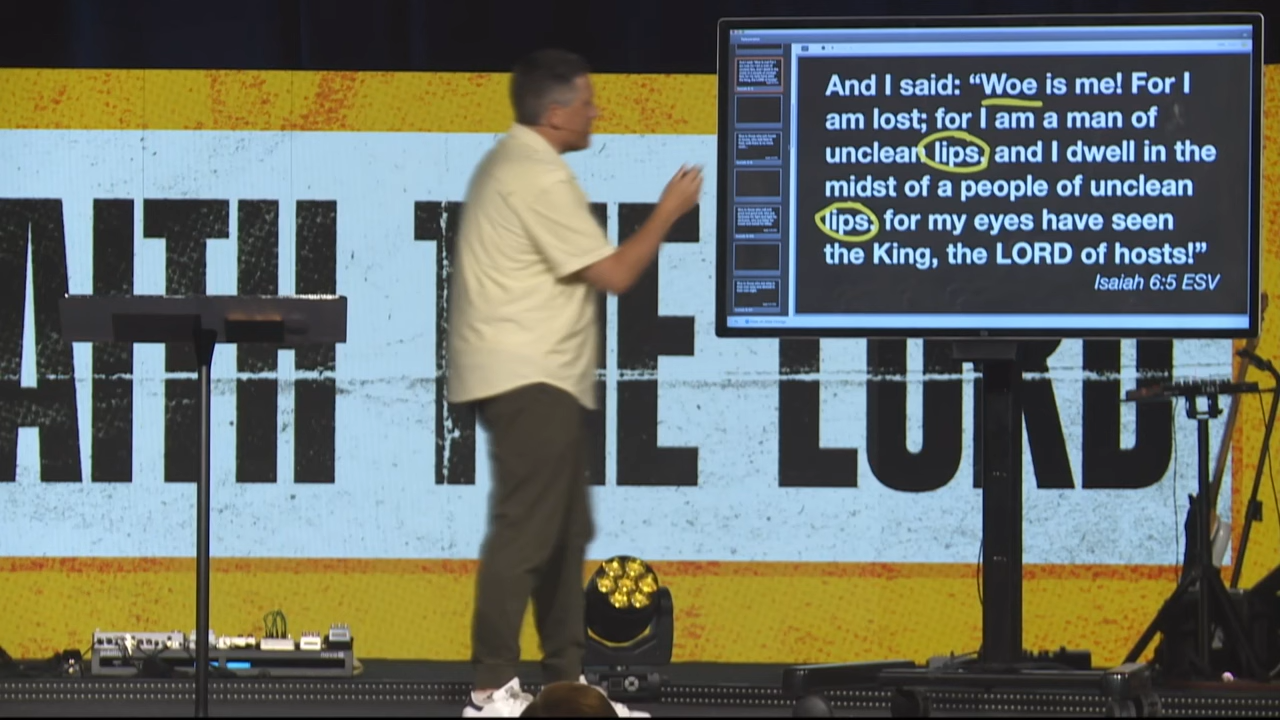 And I said: “Woe is me! For I
am lost; for I am a man of
unclean lips, and I dwell in the
midst of a people of unclean
lips, for my eyes have seen
the King, the LORD of hosts!”
Isaiah 6:5 ESV
AITH THE LORD